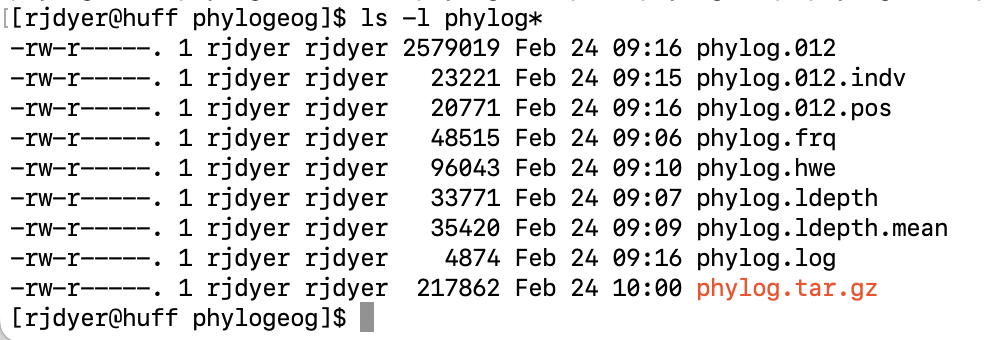 [rjdyer@huff phylogeog]$ ls -l phylog*
-rw-r-----. 1 rjdyer rjdyer 2579019 Feb 24 09:16 phylog.012
-rw-r-----. 1 rjdyer rjdyer   23221 Feb 24 09:15 phylog.012.indv
-rw-r-----. 1 rjdyer rjdyer   20771 Feb 24 09:16 phylog.012.pos
-rw-r-----. 1 rjdyer rjdyer   48515 Feb 24 09:06 phylog.frq
-rw-r-----. 1 rjdyer rjdyer   96043 Feb 24 09:10 phylog.hwe
-rw-r-----. 1 rjdyer rjdyer   33771 Feb 24 09:07 phylog.ldepth
-rw-r-----. 1 rjdyer rjdyer   35420 Feb 24 09:09 phylog.ldepth.mean
-rw-r-----. 1 rjdyer rjdyer    4874 Feb 24 09:16 phylog.log
-rw-r-----. 1 rjdyer rjdyer  217862 Feb 24 10:00 phylog.tar.gz
[rjdyer@huff phylogeog]$